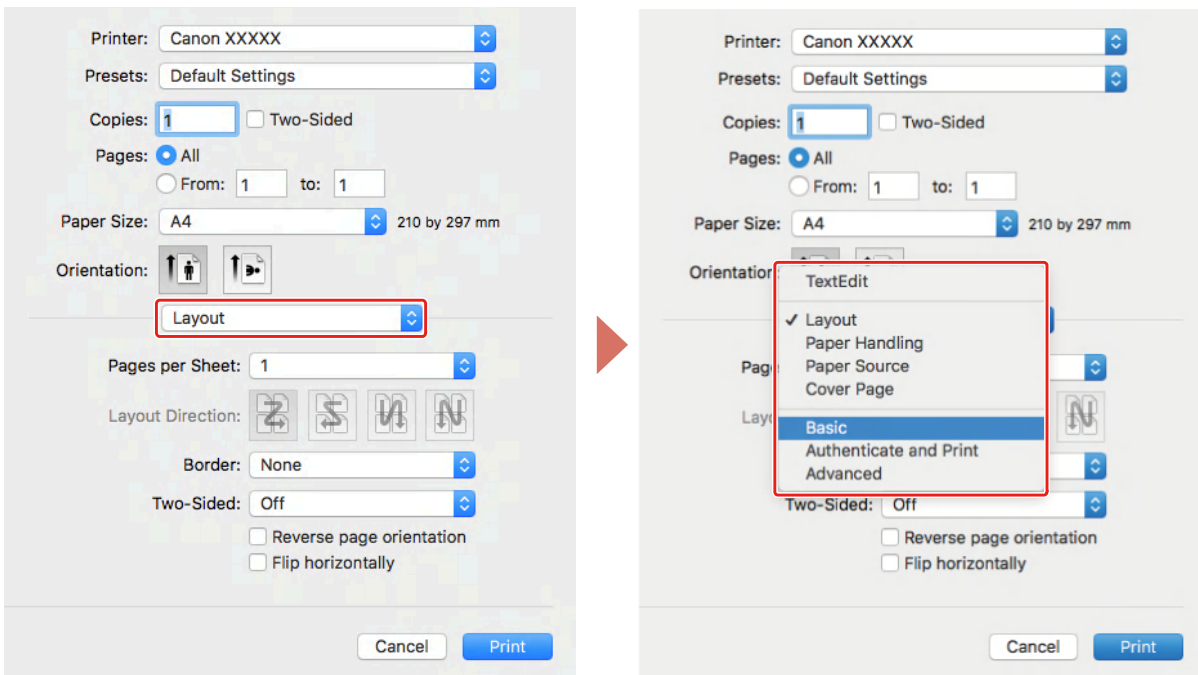 Printer: Canon XXXXX
Presets: Default Settings
Copies: 1 Two-Sided
Pages: All
From: 1 to: 1
Paper Size: A4 210 by 297 mm
Orientation:
Layout
Pages per Sheet: 1
Layout Direction:
Border: None
Two-Sided: Off
Reverse page orientation
Flip horizontally
Cancel Print
Printer: Canon XXXXX
Presets: Default Settings
Copies: 1 Two-Sided
Pages: All
From: 1 to: 1
Paper Size: A4 210 by 297 mm
Orientation
TextEdit
✓ Layout
Paper Handling
Paper Source
Cover Page
Basic
Authenticate and Print
Advanced
Two-Sided: Off
Reverse page orientation
Flip horizontally
Cancel Print